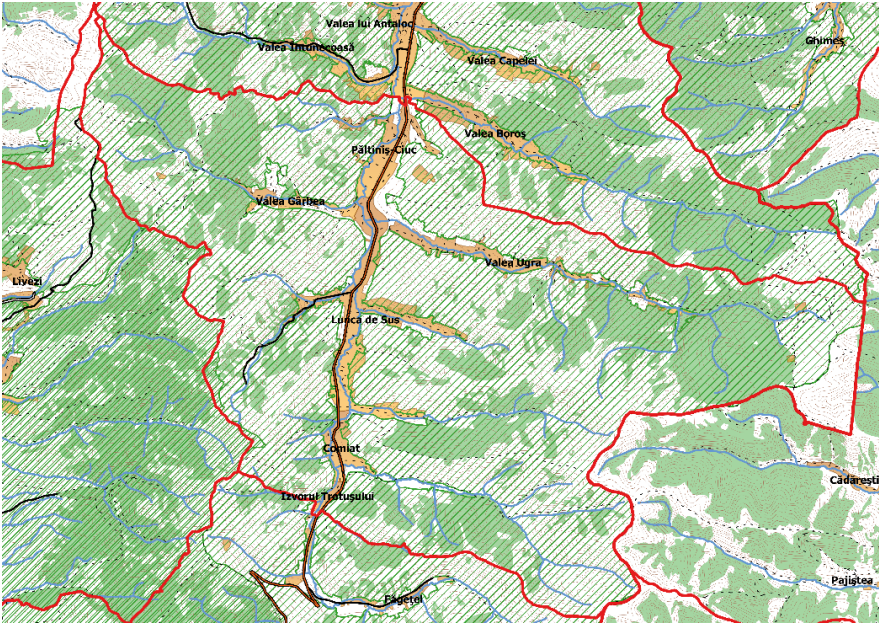 Valea lui Antaloc
Ghimeș
Valea Întunecoasă
Valea Capelei
Valea Boroș
Păltiniș-Ciuc
Valea Gârbea
Valea Ugra
Livezi
Lunca de Sus
Comiat
Cădărești
Izvorul Trotușului
Pajiștea
Făgețel